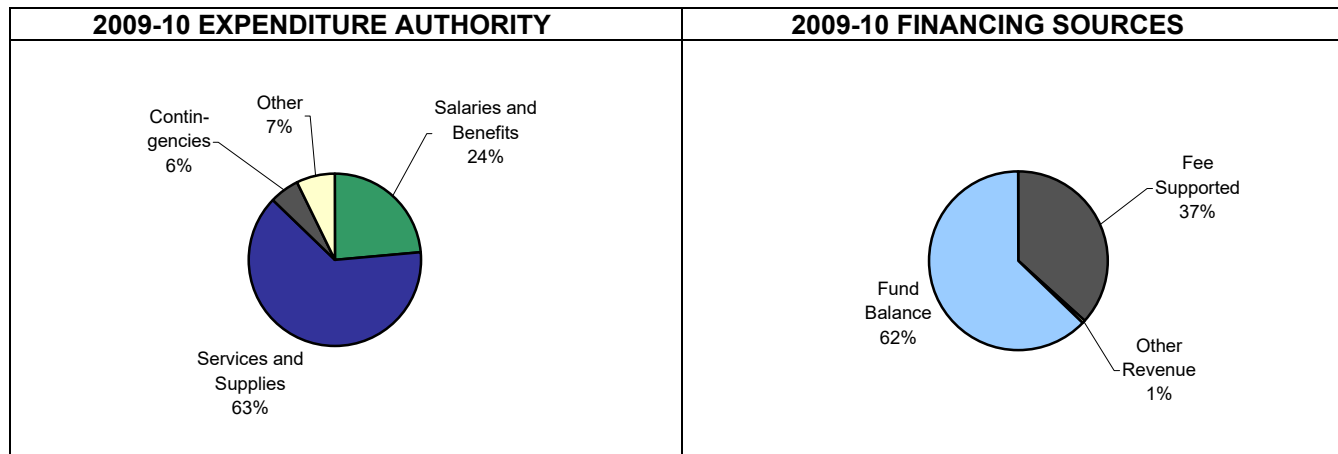 2009-10 EXPENDITURE AUTHORITY
Contin-
gencies
6%
Other
7%
Salaries and
Benefits
24%
Services and
Supplies
63%
2009-10 FINANCING SOURCES
Fee
Supported
37%
Fund
Balance
62%
Other
Revenue
1%